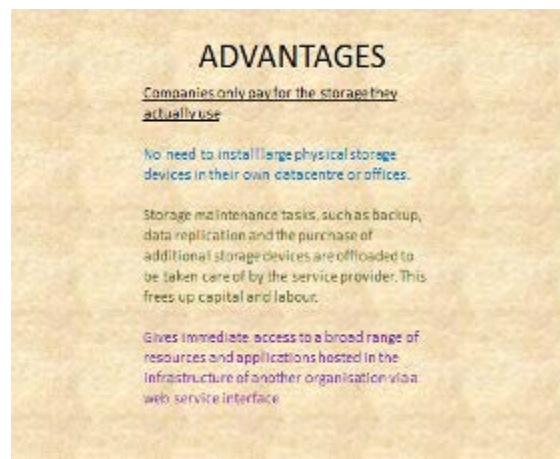 ADVANTAGES
Companies only pay for the storage they
actually use
No need to install large physical storage
devices in their own datacentre or offices.
Storage maintenance tasks, such as backup,
data replication and the purchase of
additional storage devices are offloaded to
be taken care of by the service provider. This
frees up capital and labour.
Gives immediate access to a broad range of
resources and applications hosted in the
infrastructure of another organisation via a
web service interface